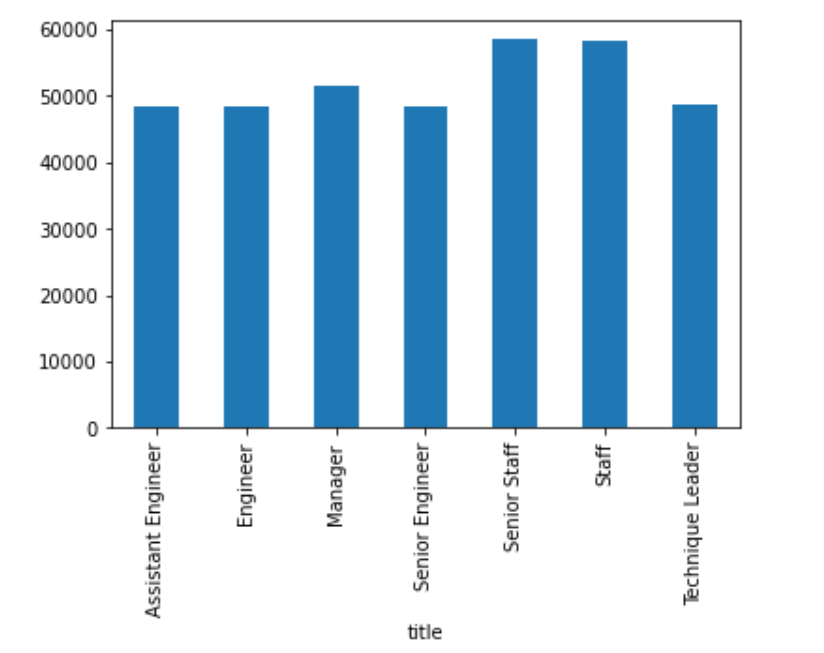 60000
50000
40000
30000
20000
10000
0
Assistant Engineer
Engineer
Manager
Senior Engineer
Senior Staff
Staff
Technique Leader
title